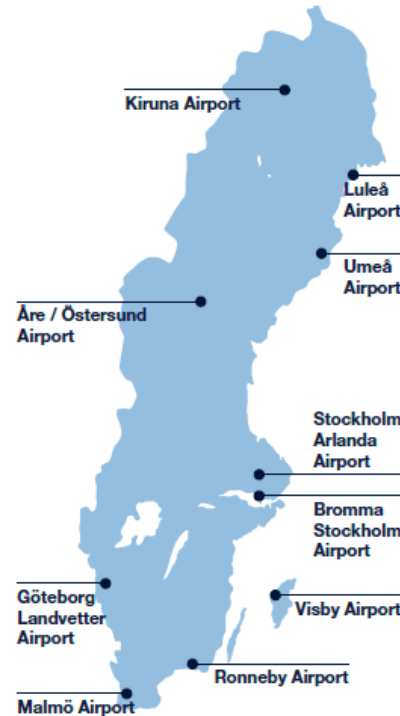 Kiruna Airport
Luleå
Airport
Umeå
Airport
Åre / Östersund
Airport
Stockholm
Arlanda
Airport
Bromma
Stockholm
Airport
Göteborg
Landvetter
Airport
Visby Airport
Ronneby Airport
Malmö Airport